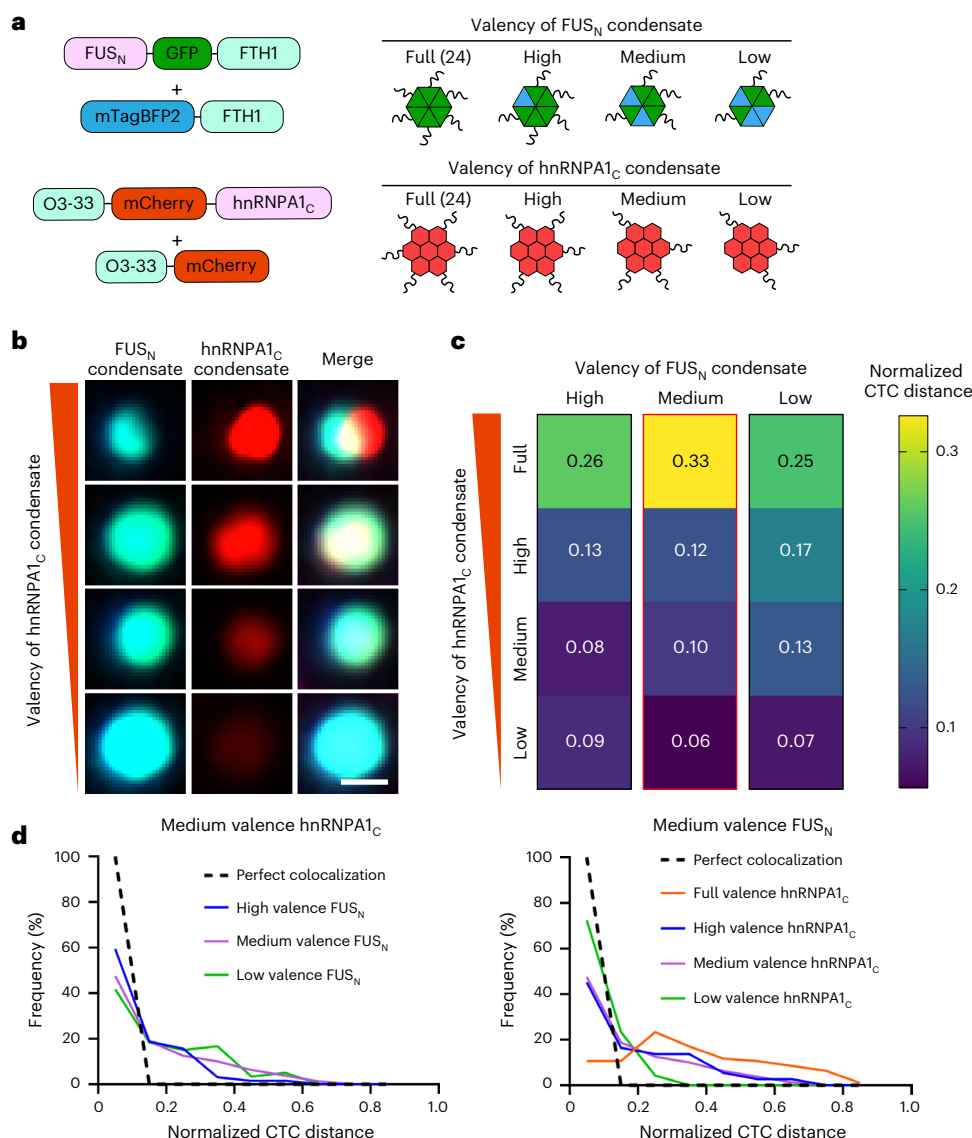 a
FUSN GFP FTH1
+
mTagBFP2 FTH1
Valency of FUSN condensate
Full (24) High Medium Low
O3-33 mCherry hnRNPA1C
+
O3-33 mCherry
Valency of hnRNPA1C condensate
Full (24) High Medium Low
b
FUSN condensate
hnRNPA1C condensate
Merge
Valency of hnRNPA1C condensate
c
Valency of FUSN condensate
High Medium Low
Valency of hnRNPA1C condensate
Full 0.26 0.33 0.25
High 0.13 0.12 0.17
Medium 0.08 0.10 0.13
Low 0.09 0.06 0.07
Normalized
CTC distance
0.3
0.2
0.1
d
Medium valence hnRNPA1C
Frequency (%)
100
80
60
40
20
0
Perfect colocalization
High valence FUSN
Medium valence FUSN
Low valence FUSN
0 0.2 0.4 0.6 0.8 1.0
Normalized CTC distance
Medium valence FUSN
Frequency (%)
100
80
60
40
20
0
Perfect colocalization
Full valence hnRNPA1C
High valence hnRNPA1C
Medium valence hnRNPA1C
Low valence hnRNPA1C
0 0.2 0.4 0.6 0.8 1.0
Normalized CTC distance